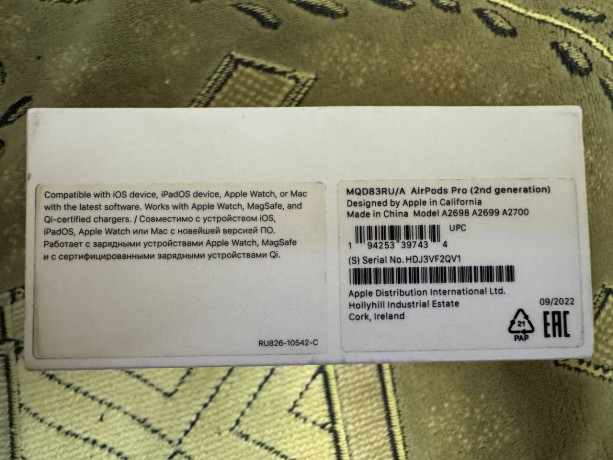 Compatible with iOS device, iPadOS device, Apple Watch, or Mac
with the latest software. Works with Apple Watch, MagSafe, and
Qi-certified chargers. / Совместимо с устройством iOS,
iPadOS, Apple Watch или Mac с новейшей версией ПО.
Работает с зарядными устройствами Apple Watch, MagSafe
и с сертифицированными зарядными устройствами Qi.
RU826-10542-C
MQD83RU/A AirPods Pro (2nd generation)
Designed by Apple in California
Made in China Model A2698 A2699 A2700
UPC
1 94253 39743 4
(S) Serial No. HDJ3VF2QV1
Apple Distribution International Ltd.
Hollyhill Industrial Estate
Cork, Ireland
09/2022
21
PAP
EAC